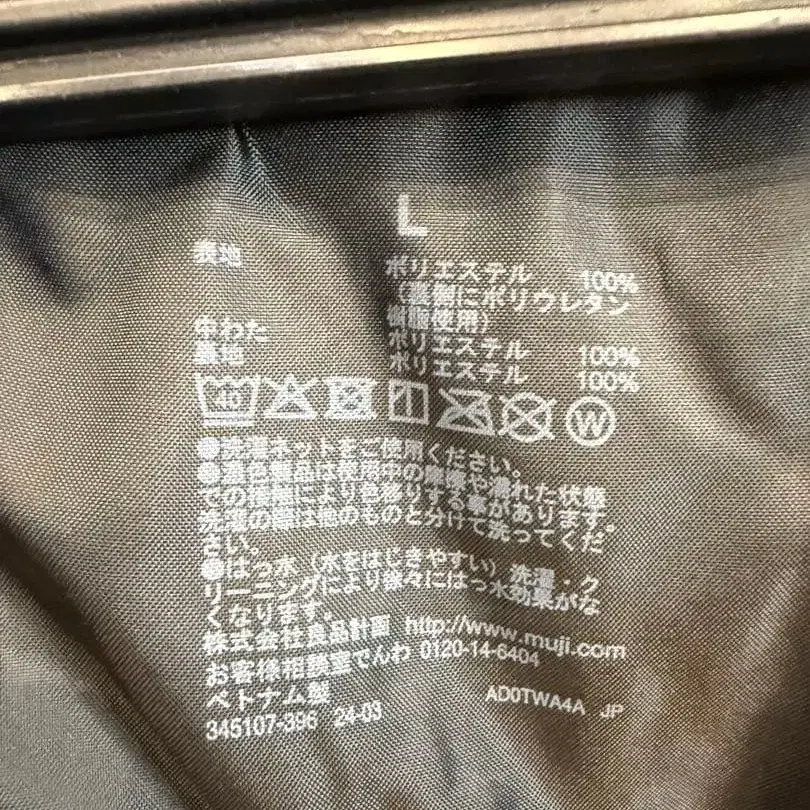 L
表地 ポリエステル 100%
(裏側にポリウレタン
樹脂使用)
中わた ポリエステル 100%
裏地 ポリエステル 100%
40 W
●洗濯ネットをご使用ください。
●濃色製品は使用中の摩擦や濡れた状態
での接触により色移りする事があります。
洗濯の際は他のものと分けて洗ってくだ
さい。
●はっ水(水をはじきやすい)洗濯・ク
リーニングにより徐々にはっ水効果がな
くなります。
株式会社良品計画 http://www.muji.com
お客様相談室でんわ 0120-14-6404
ベトナム製 AD0TWA4A JP
345107-396 24-03